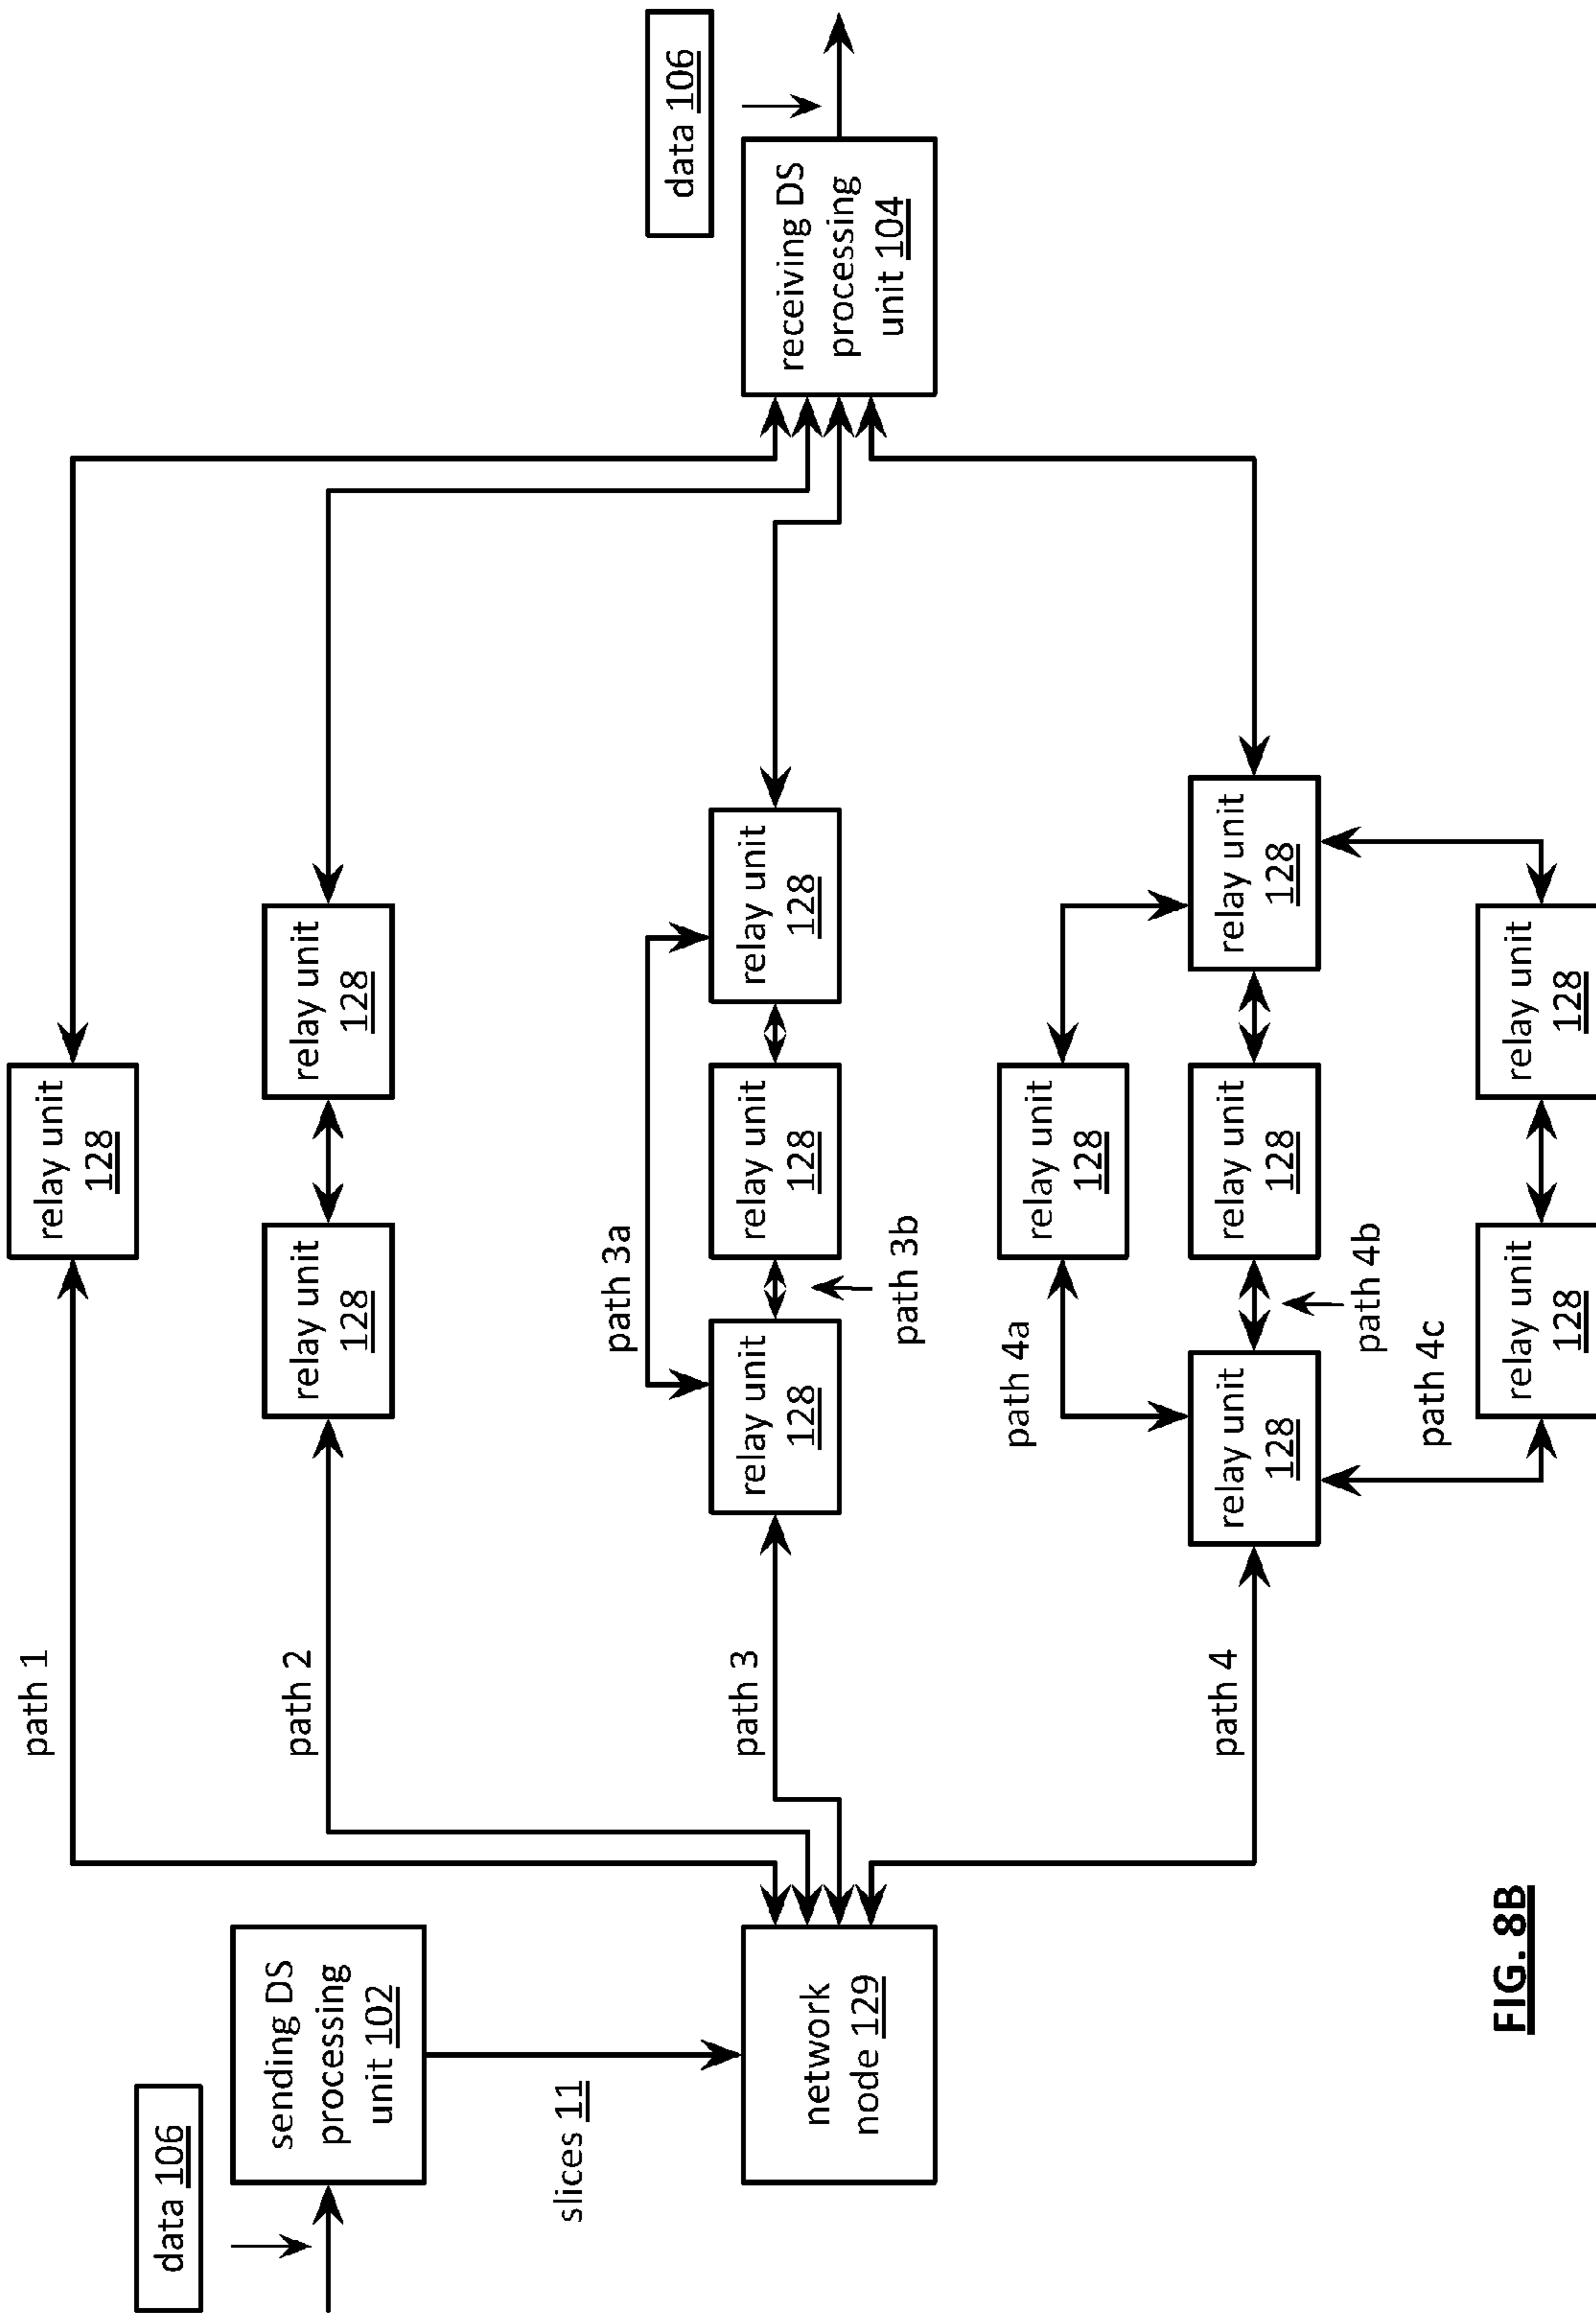 path 1
relay unit
128
data 106
sending DS
processing
unit 102
path 2
relay unit
128
relay unit
128
slices 11
data 106
receiving DS
processing
unit 104
path 3a
network
node 129
path 3
relay unit
128
relay unit
128
relay unit
128
path 3b
path 4a
relay unit
128
path 4
relay unit
128
relay unit
128
relay unit
128
path 4b
path 4c
relay unit
128
relay unit
128
FIG. 8B